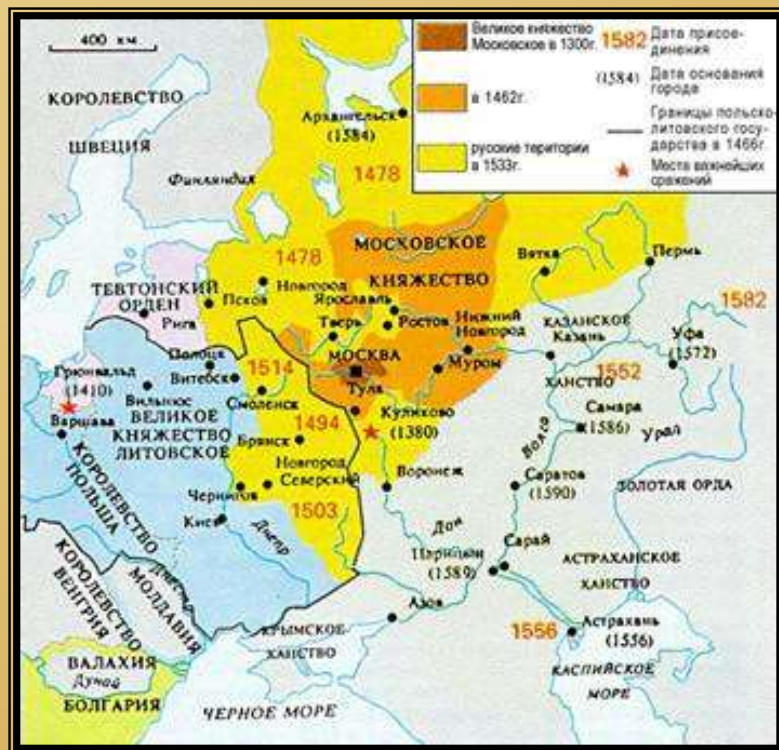 400 км
Великое княжество
Московское в 1300г.
в 1462г.
русские територии
в 1533г.
1582 Дата присое-
динения
(1584) Дата основания
города
Границы польско
литовского госу-
дарства в 1466г.
Места важнейших
сражений
КОРОЛЕВСТВО
ШВЕЦИЯ
Финляндия
Архангельск
(1584)
1478
МОСКОВСКОЕ
КНЯЖЕСТВО
Вятка
Пермь
1478
Новгород
Псков
ТЕВТОНСКИЙ
ОРДЕН
Рига
Ярославль
Ростов
Тверь
Нижний
Новгород
КАЗАНСКОЕ
Казань
ХАНСТВО
1552
1582
Уфа
(1572)
Полоцк
Витебск
1514
МОСКВА
Муром
Грюнвальд
(1410)
Вильнюс
Смоленск
Тула
Куликово
(1380)
Самара
(1586)
Варшава
ВЕЛИКОЕ
КНЯЖЕСТВО
ЛИТОВСКОЕ
1494
Брянск
Новгород
Северский
Волга
Урал
КОРОЛЕВСТВО
ПОЛЬША
Чернигов
1503
Воронеж
Саратов
(1590)
ЗОЛОТАЯ ОРДА
Киев
Днепр
Дон
Царицын
(1589)
Сарай
АСТРАХАНСКОЕ
ХАНСТВО
КОРОЛЕВСТВО
ВЕНГРИЯ
Днестр
МОЛДАВИЯ
Азов
КРЫМСКОЕ
ХАНСТВО
1556
Астрахань
(1556)
ВАЛАХИЯ
Дунай
БОЛГАРИЯ
ЧЕРНОЕ МОРЕ
КАСПИЙСКОЕ
МОРЕ